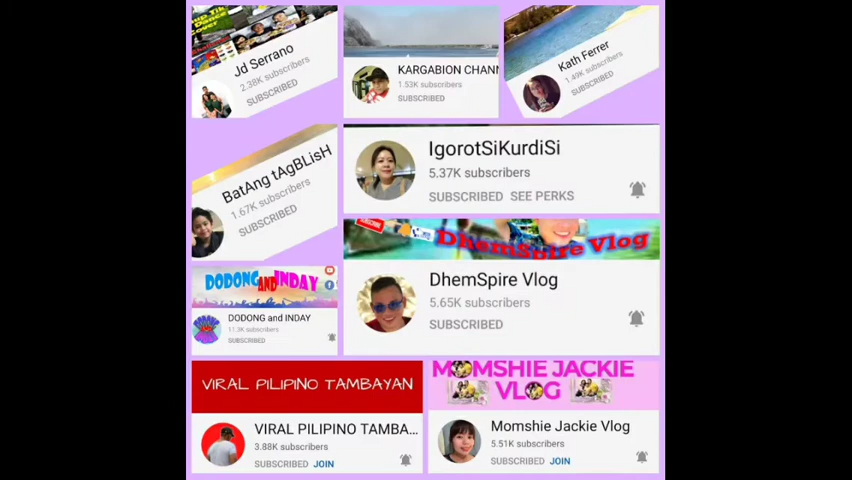 Jd Serrano
2.38K subscribers
SUBSCRIBED
KARGABION CHANN
1.53K subscribers
SUBSCRIBED
Kath Ferrer
1.49K subscribers
SUBSCRIBED
BatAng tAgBLisH
1.67K subscribers
SUBSCRIBED
IgorotSiKurdiSi
5.37K subscribers
SUBSCRIBED SEE PERKS
DhemSpire Vlog
DhemSpire Vlog
5.65K subscribers
SUBSCRIBED
DODONG AND INDAY
DODONG and INDAY
11.3K subscribers
SUBSCRIBED
VIRAL PILIPINO TAMBAYAN
VIRAL PILIPINO TAMBA...
3.88K subscribers
SUBSCRIBED JOIN
MOMSHIE JACKIE
VLOG
Momshie Jackie Vlog
5.51K subscribers
SUBSCRIBED JOIN